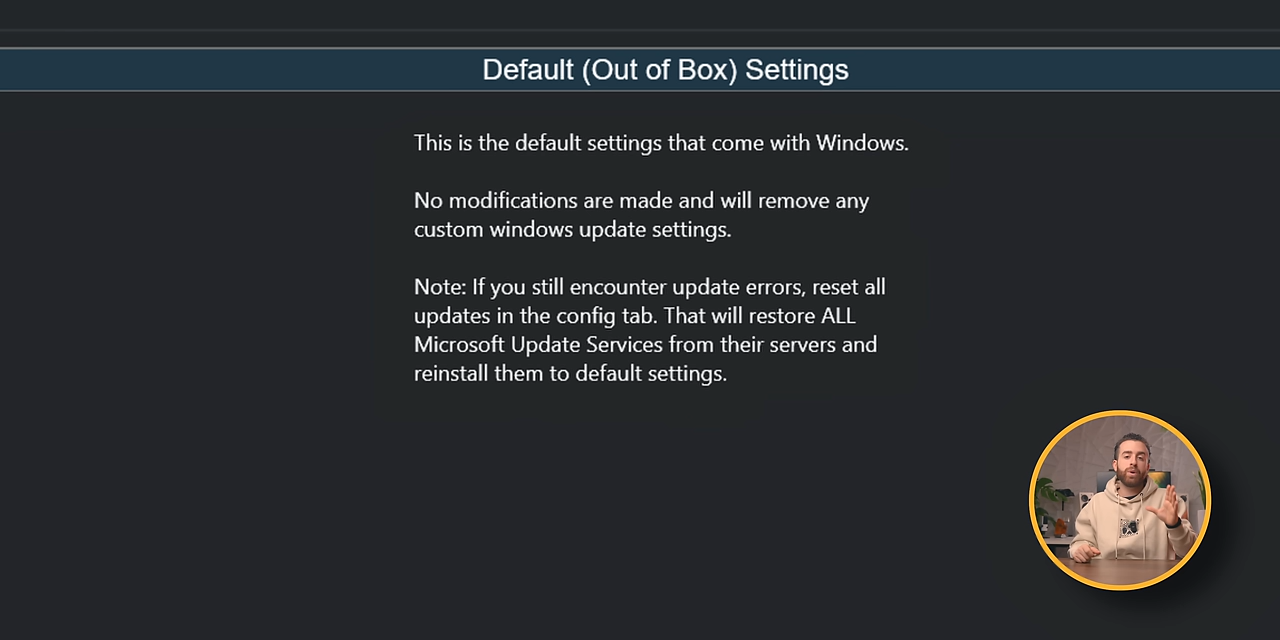 Default (Out of Box) Settings
This is the default settings that come with Windows.
No modifications are made and will remove any
custom windows update settings.
Note: If you still encounter update errors, reset all
updates in the config tab. That will restore ALL
Microsoft Update Services from their servers and
reinstall them to default settings.